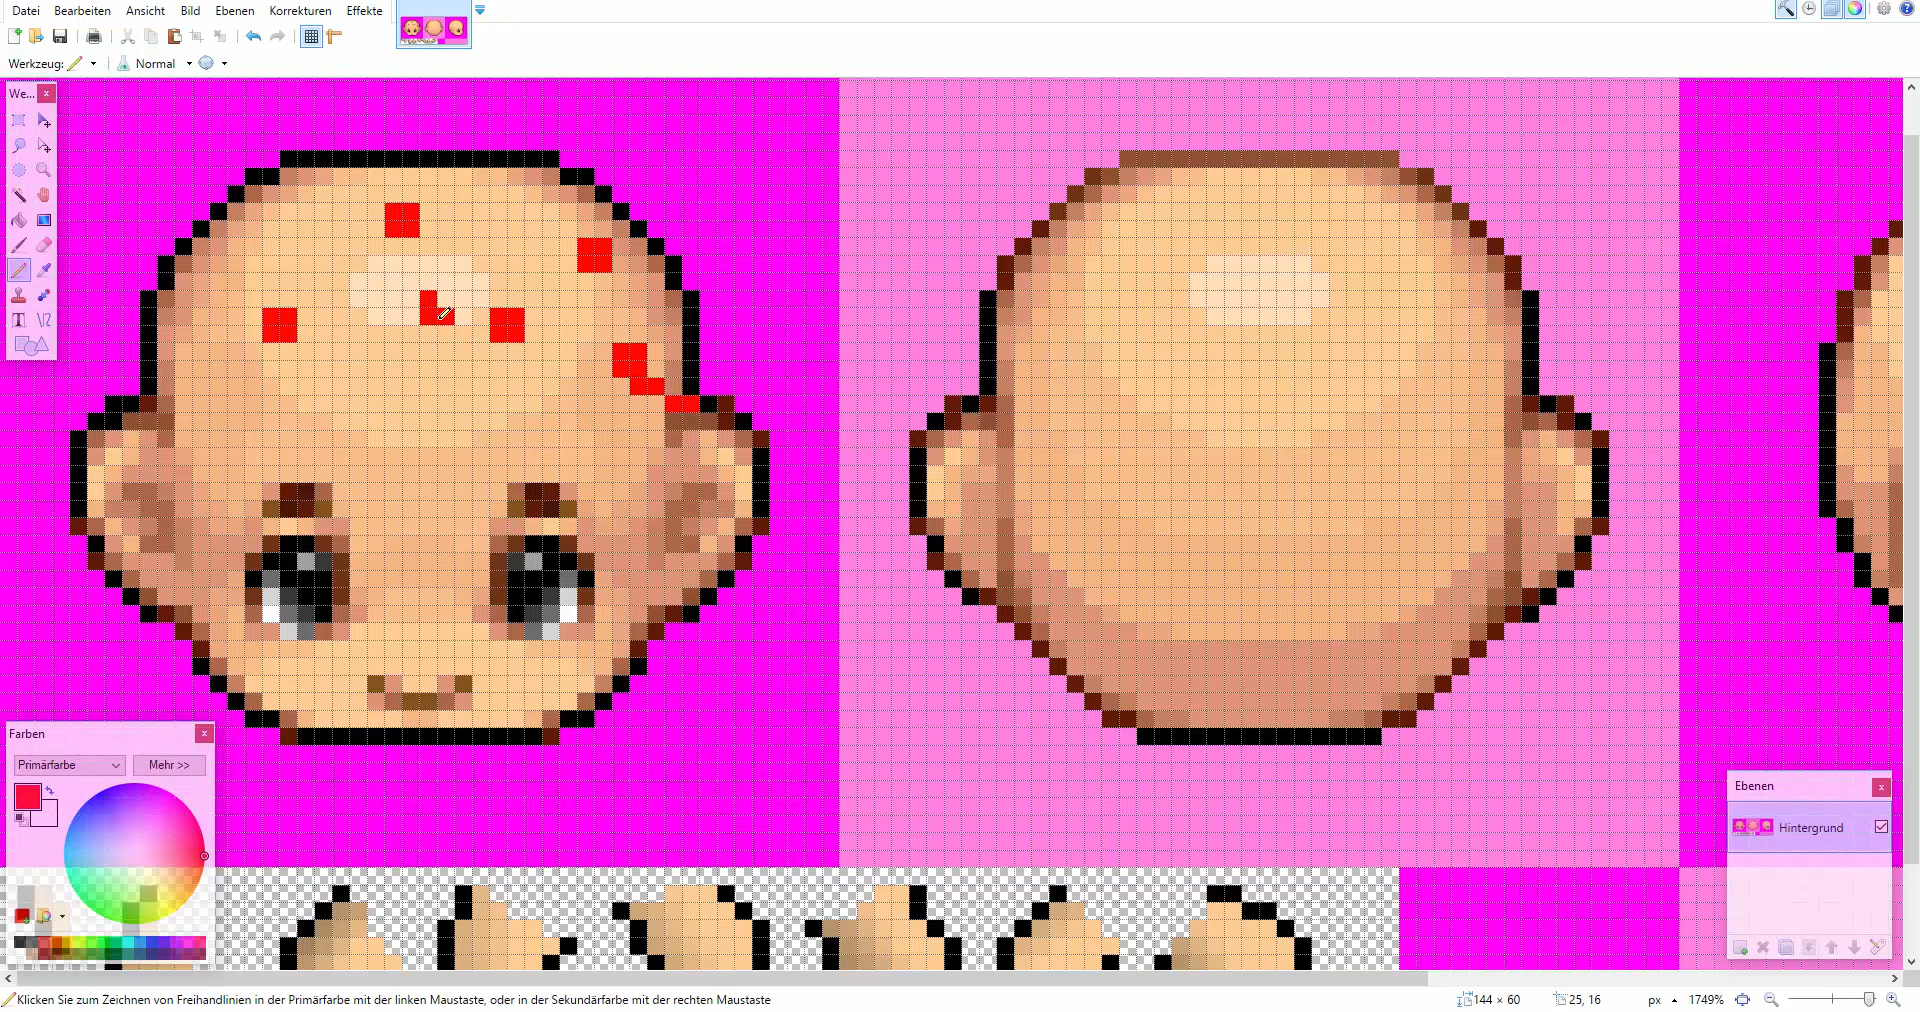 Datei Bearbeiten Ansicht Bild Ebenen Korrekturen Effekte
Werkzeug: Normal
We...
Farben
Primärfarbe Mehr >>
Ebenen
Hintergrund
Klicken Sie zum Zeichnen von Freihandlinien in der Primärfarbe mit der linken Maustaste, oder in der Sekundärfarbe mit der rechten Maustaste 144 × 60 25, 16 px 1749%